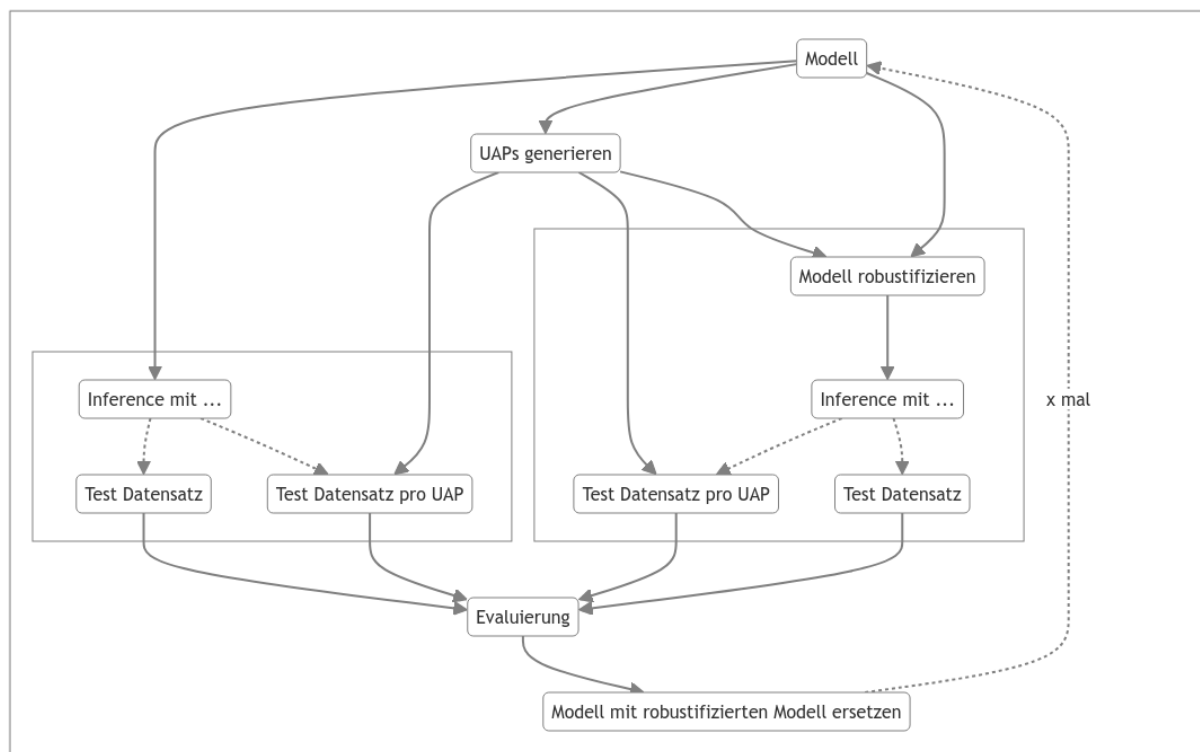 Modell
UAPs generieren
Modell robustifizieren
Inference mit ...
Inference mit ...
x mal
Test Datensatz
Test Datensatz pro UAP
Test Datensatz pro UAP
Test Datensatz
Evaluierung
Modell mit robustifizierten Modell ersetzen